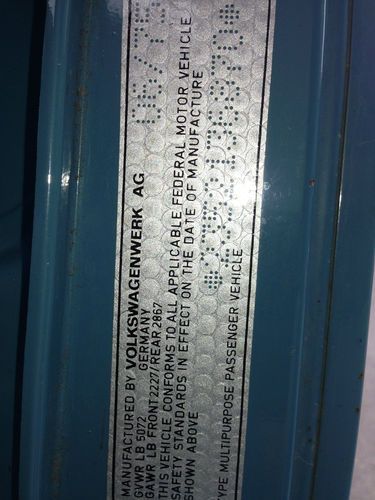 MANUFACTURED BY VOLKSWAGENWERK AG
GERMANY
GVWR LB 5072
GAWR LB FRONT 2227/REAR 2867
THIS VEHICLE CONFORMS TO ALL APPLICABLE FEDERAL MOTOR VEHICLE
SAFETY STANDARDS IN EFFECT ON THE DATE OF MANUFACTURE
SHOWN ABOVE
TYPE MULTIPURPOSE PASSENGER VEHICLE